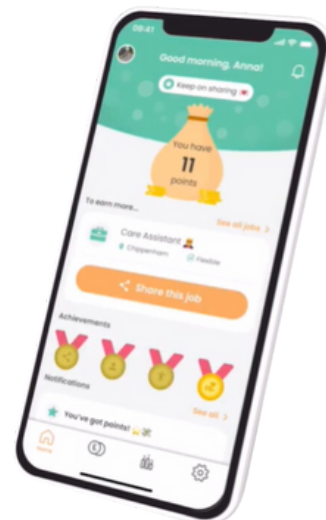 09:41
Good morning, Anna!
Keep on sharing
You have
11
points
To earn more...
See all jobs >
Care Assistant
Chippenham
Flexible
Share this job
Achievements
Notifications
See all >
You've got points!
Home